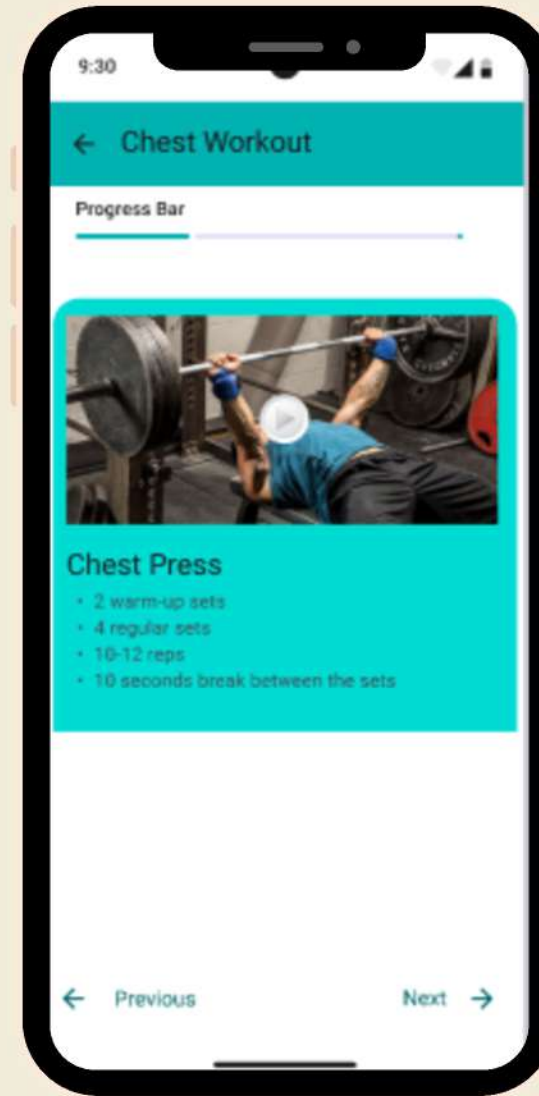 9:30
Chest Workout
Progress Bar
Chest Press
• 2 warm-up sets
• 4 regular sets
• 10-12 reps
• 10 seconds break between the sets
Previous
Next